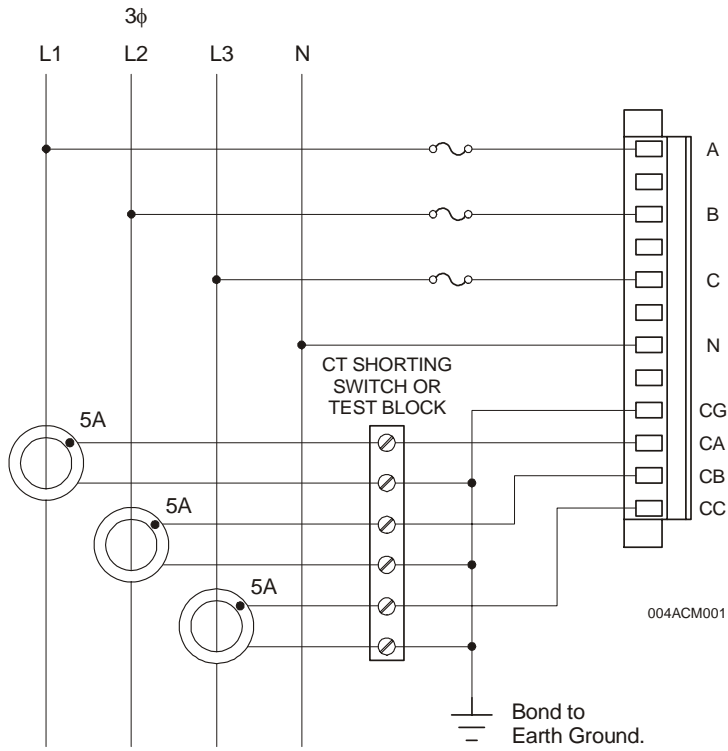 3ϕ
L1 L2 L3 N
A
B
C
N
CT SHORTING
SWITCH OR
TEST BLOCK
CG
5A
CA
CB
5A
CC
5A
004ACM001
Bond to
Earth Ground.